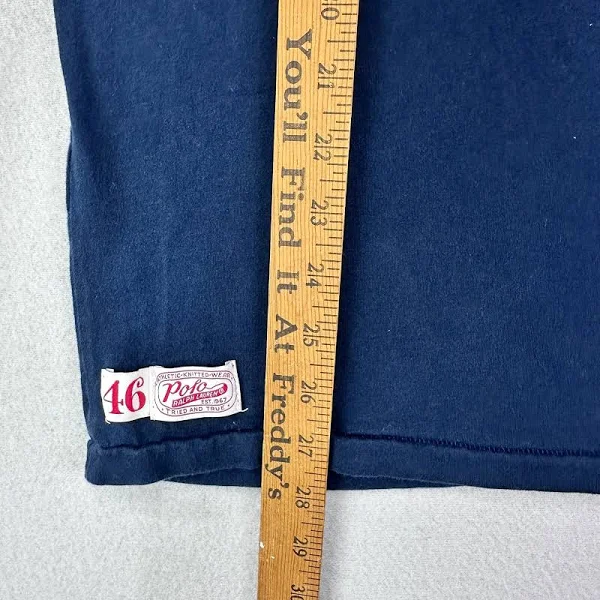 You'll Find It At Freddy's
20
21
22
23
24
25
26
27
28
29
30
46
ATHLETIC-KNITTED-WEAR
Polo
RALPH LAUREN
EST. 1967
TRIED AND TRUE